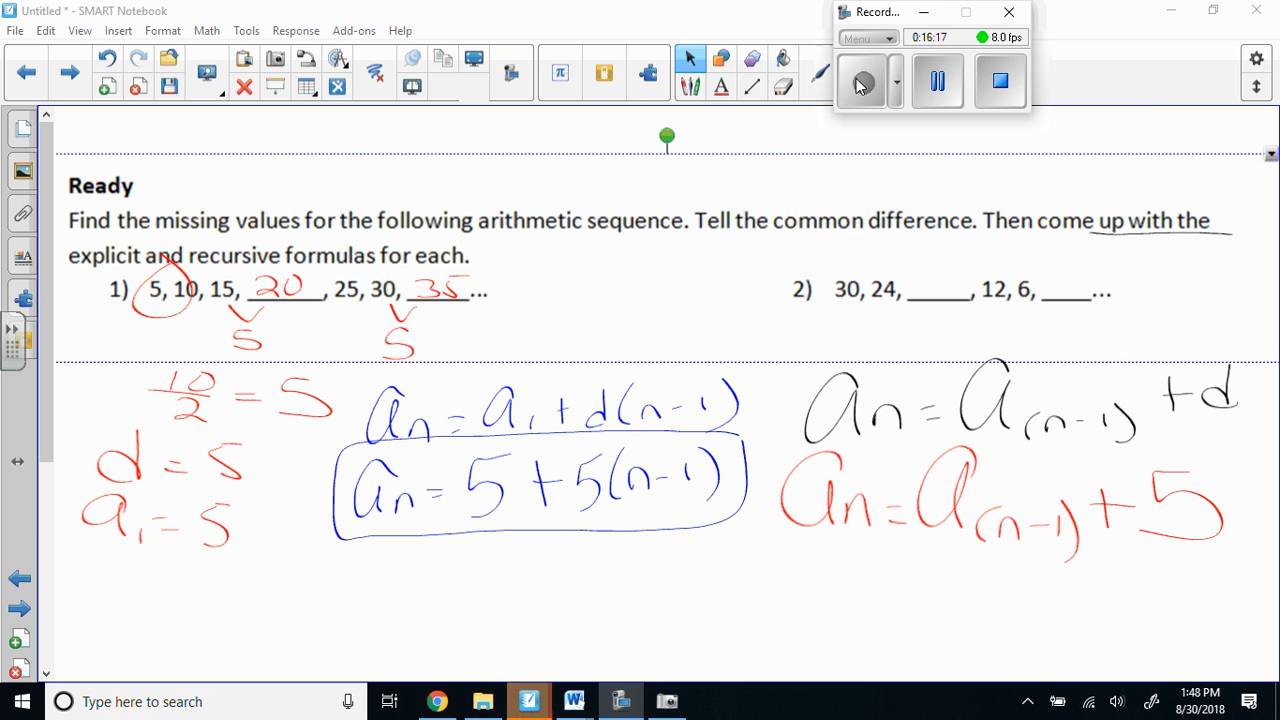 Untitled * - SMART Notebook
File Edit View Insert Format Math Tools Response Add-ons Help
Record...
Menu 0:16:17 8.0 fps
Ready
Find the missing values for the following arithmetic sequence. Tell the common difference. Then come up with the
explicit and recursive formulas for each.
1) 5, 10, 15, 20, 25, 30, 35...
2) 30, 24, _____, 12, 6, ____...
5 5
10/2 = 5
aₙ = a₁ + d(n-1)
aₙ = a₍ₙ₋₁₎ + d
d = 5
aₙ = 5 + 5(n-1)
aₙ = a₍ₙ₋₁₎ + 5
a₁ = 5
Type here to search
1:48 PM
8/30/2018